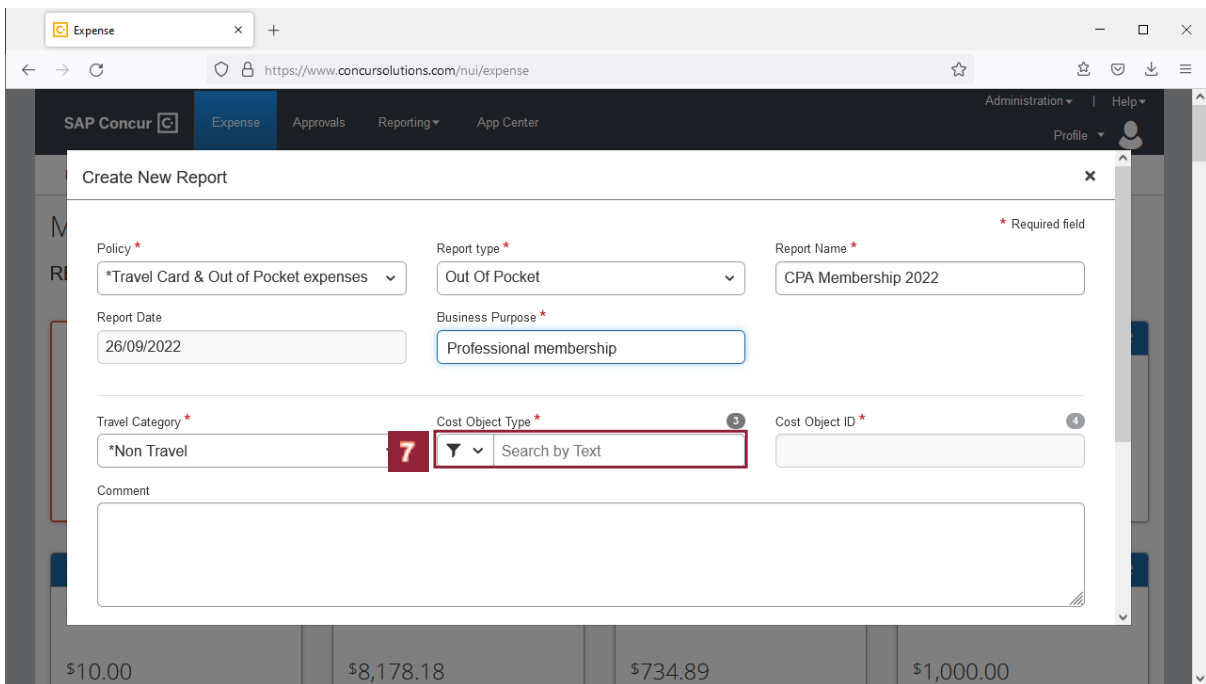 Expense
https://www.concursolutions.com/nui/expense
Administration | Help
SAP Concur C Expense Approvals Reporting App Center
Profile
Create New Report
* Required field
Policy * Report type * Report Name *
*Travel Card & Out of Pocket expenses Out Of Pocket CPA Membership 2022
Report Date Business Purpose *
26/09/2022 Professional membership
Travel Category * Cost Object Type * 3 Cost Object ID * 4
*Non Travel 7 Search by Text
Comment
$10.00 $8,178.18 $734.89 $1,000.00